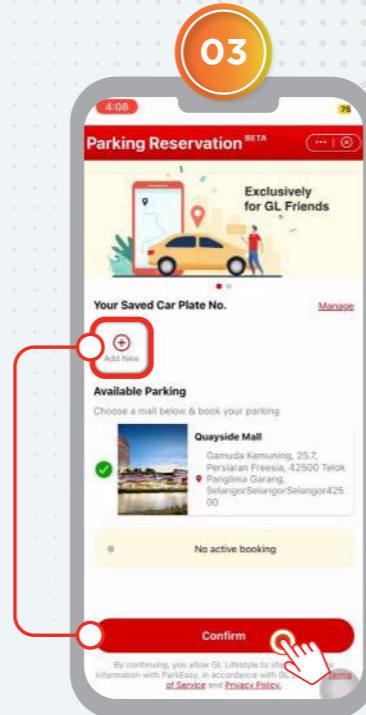 03
4:08
76
Parking Reservation BETA
Exclusively
for GL Friends
Your Saved Car Plate No.
Manage
Add New
Available Parking
Choose a mall below & book your parking
Quayside Mall
Gamuda Kemuning, 25.7,
Persiaran Freesia, 42500 Telok
Panglima Garang,
SelangorSelangorSelangor425
00
No active booking
Confirm
By continuing, you allow GL Lifestyle to
information with ParkEasy, in accordance with GL Terms
of Service and Privacy Policy.